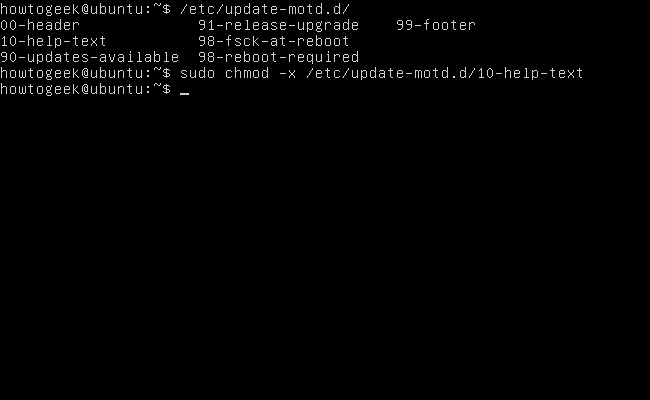 howtogeek@ubuntu:~$ /etc/update-motd.d/
00-header             91-release-upgrade    99-footer
10-help-text          98-fsck-at-reboot
90-updates-available  98-reboot-required
howtogeek@ubuntu:~$ sudo chmod -x /etc/update-motd.d/10-help-text
howtogeek@ubuntu:~$ _